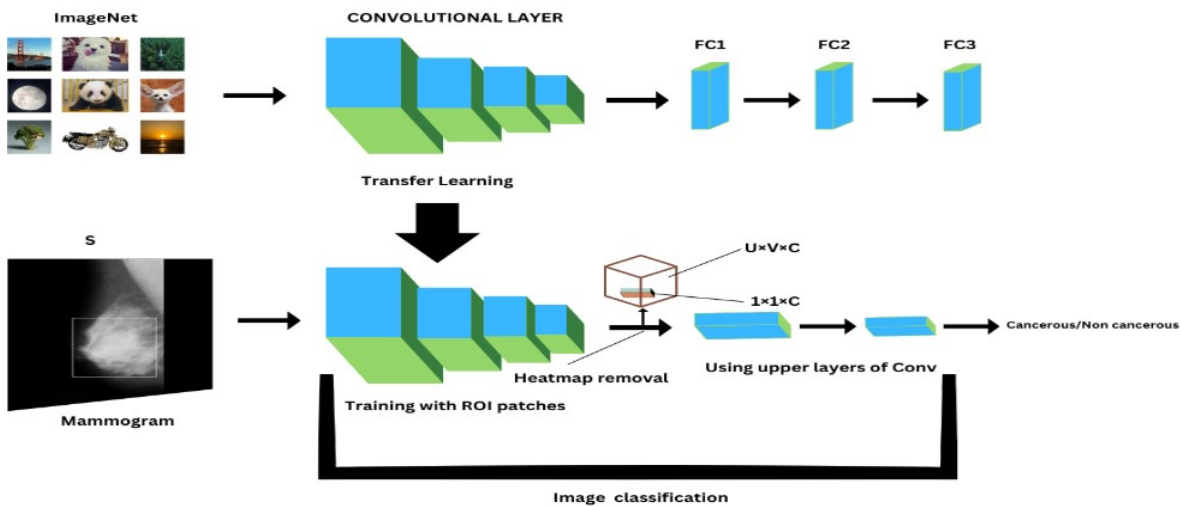 ImageNet
CONVOLUTIONAL LAYER
FC1
FC2
FC3
Transfer Learning
S
U×V×C
1×1×C
Cancerous/Non cancerous
Heatmap removal
Using upper layers of Conv
Training with ROI patches
Mammogram
Image classification